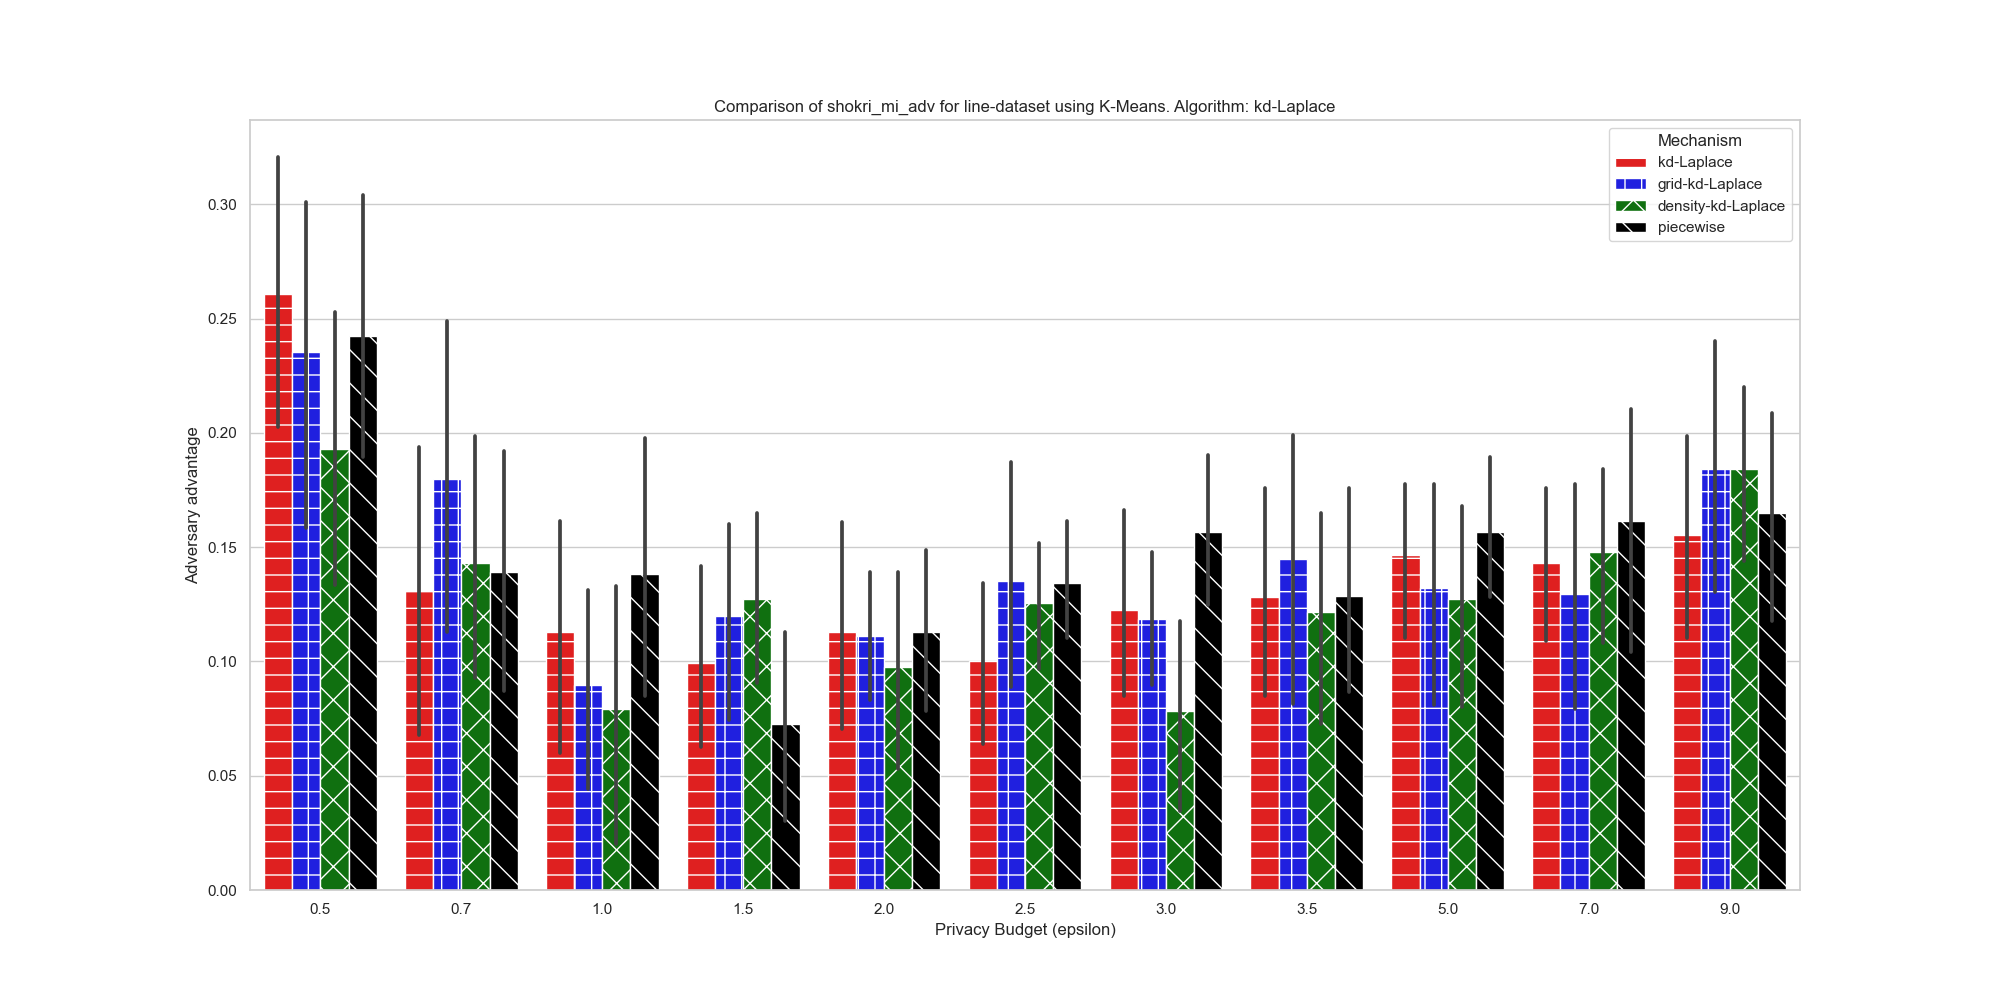 Comparison of shokri_mi_adv for line-dataset using K-Means. Algorithm: kd-Laplace
Mechanism
kd-Laplace
grid-kd-Laplace
density-kd-Laplace
piecewise
Adversary advantage
0.30
0.25
0.20
0.15
0.10
0.05
0.00
0.5 0.7 1.0 1.5 2.0 2.5 3.0 3.5 5.0 7.0 9.0
Privacy Budget (epsilon)